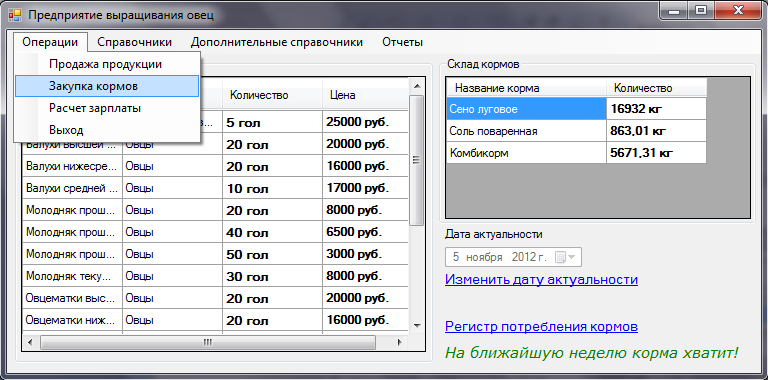 Предприятие выращивания овец
Операции Справочники Дополнительные справочники Отчеты
Продажа продукции
Закупка кормов
Расчет зарплаты
Выход
Количество Цена
5 гол 25000 руб.
Валухи высшей ... Овцы 20 гол 20000 руб.
Валухи нижесре... Овцы 20 гол 16000 руб.
Валухи средней ... Овцы 10 гол 17000 руб.
Молодняк прош... Овцы 20 гол 8000 руб.
Молодняк прош... Овцы 40 гол 6500 руб.
Молодняк прош... Овцы 50 гол 3000 руб.
Молодняк теку... Овцы 30 гол 8000 руб.
Овцематки выс... Овцы 20 гол 20000 руб.
Овцематки ниж... Овцы 20 гол 16000 руб.
Склад кормов
Название корма Количество
Сено луговое 16932 кг
Соль поваренная 863,01 кг
Комбикорм 5671,31 кг
Дата актуальности
5 ноября 2012 г.
Изменить дату актуальности
Регистр потребления кормов
На ближайшую неделю корма хватит!